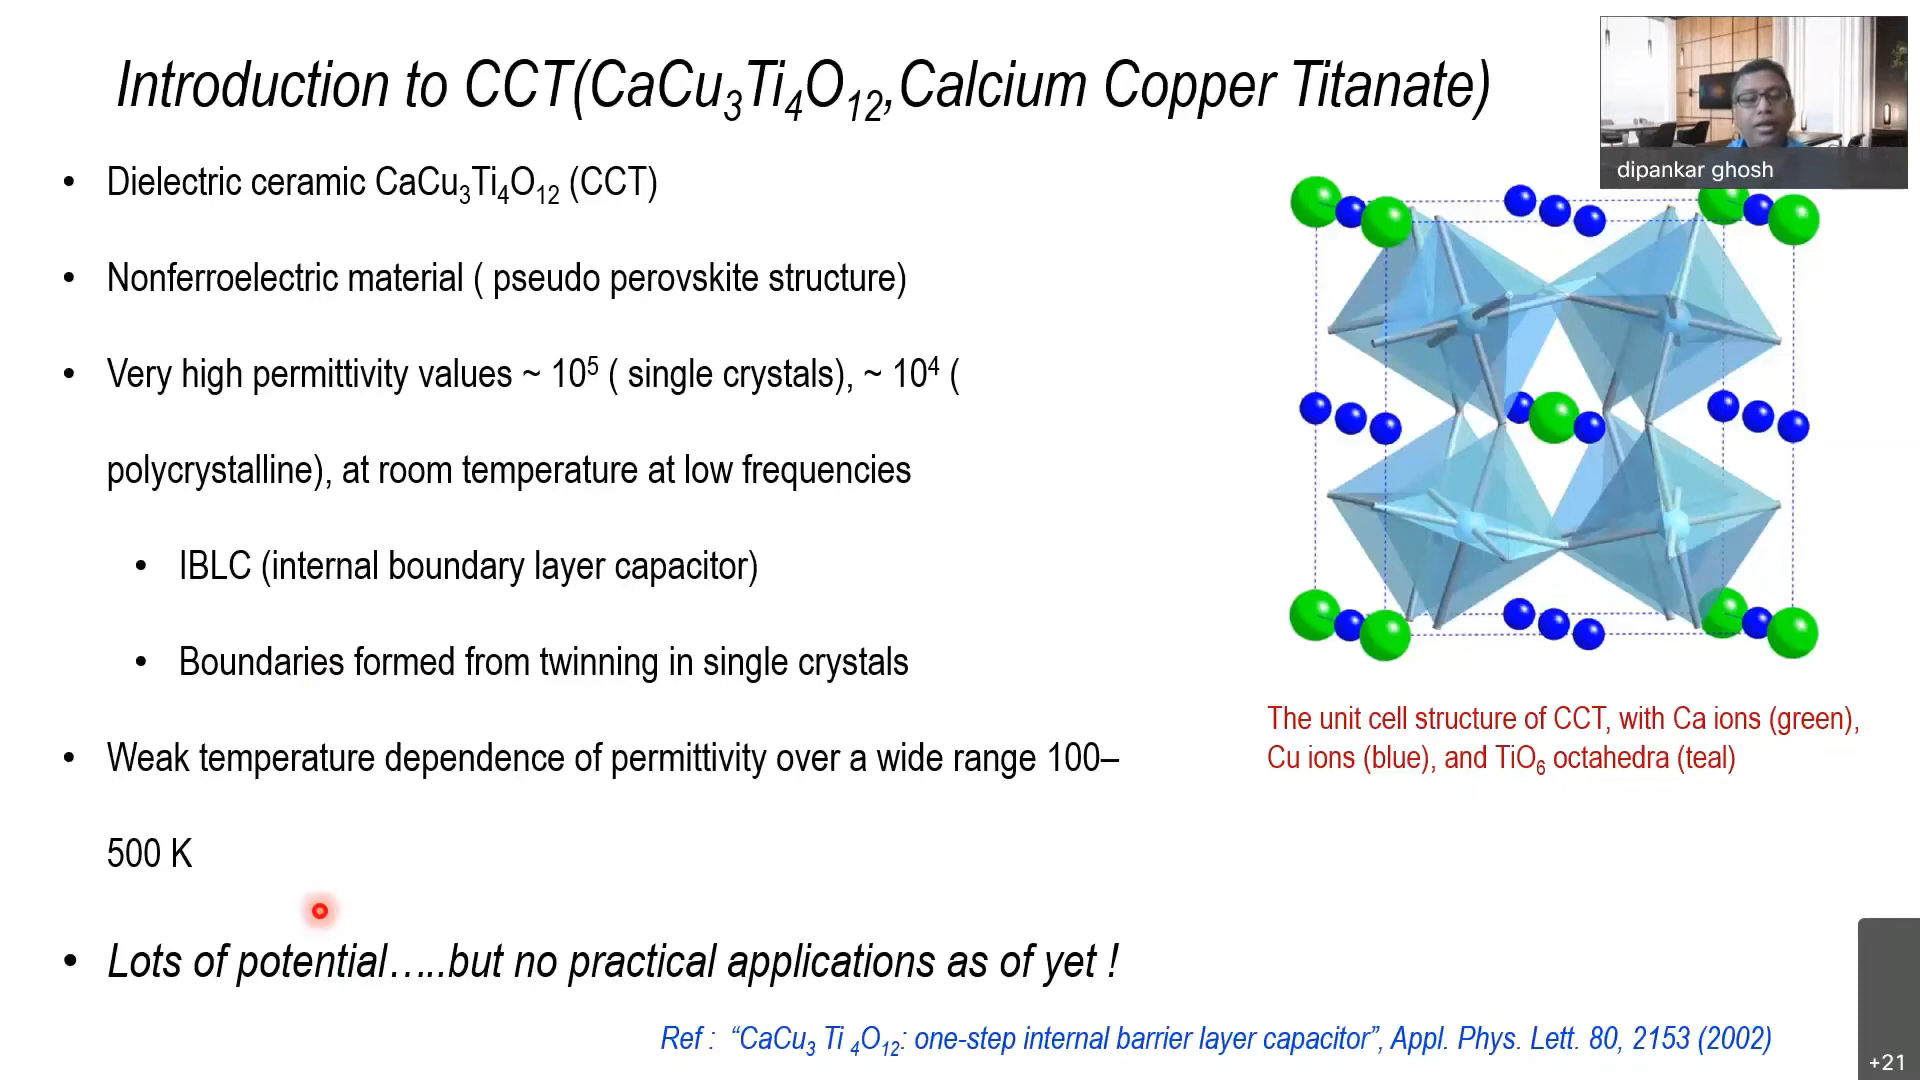 Introduction to CCT(CaCu₃Ti₄O₁₂,Calcium Copper Titanate)
dipankar ghosh
• Dielectric ceramic CaCu₃Ti₄O₁₂ (CCT)
• Nonferroelectric material ( pseudo perovskite structure)
• Very high permittivity values ~ 10⁵ ( single crystals), ~ 10⁴ (
polycrystalline), at room temperature at low frequencies
• IBLC (internal boundary layer capacitor)
• Boundaries formed from twinning in single crystals
• Weak temperature dependence of permittivity over a wide range 100–
500 K
• Lots of potential…..but no practical applications as of yet !
The unit cell structure of CCT, with Ca ions (green),
Cu ions (blue), and TiO₆ octahedra (teal)
Ref : “CaCu₃ Ti ₄O₁₂: one-step internal barrier layer capacitor”, Appl. Phys. Lett. 80, 2153 (2002)
+21